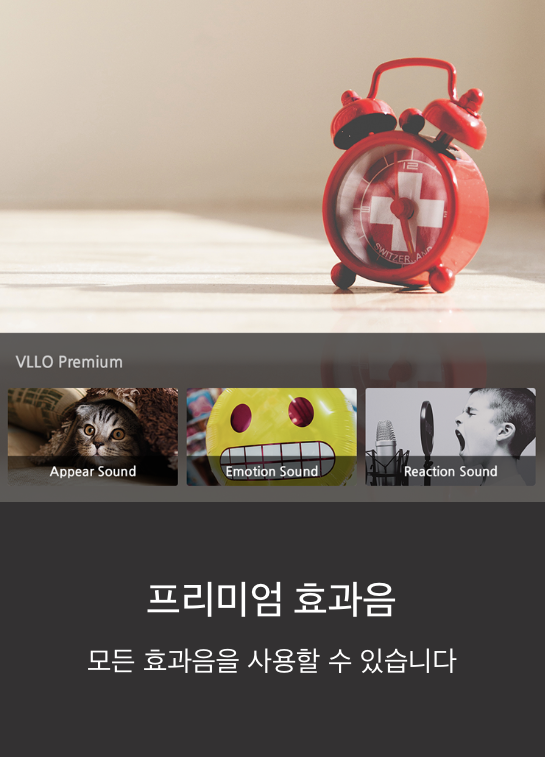 12
SWITZERLAND
VLLO Premium
Appear Sound
Emotion Sound
Reaction Sound
프리미엄 효과음
모든 효과음을 사용할 수 있습니다